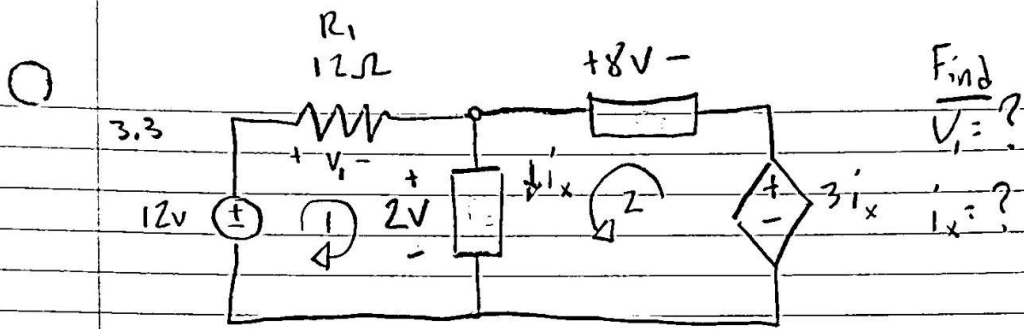 R₁
12Ω
+8V -
Find
3.3
V₁ = ?
+ V₁ -
+
iₓ
12v
+
-
1
2V
2
+
-
3iₓ
iₓ = ?
-